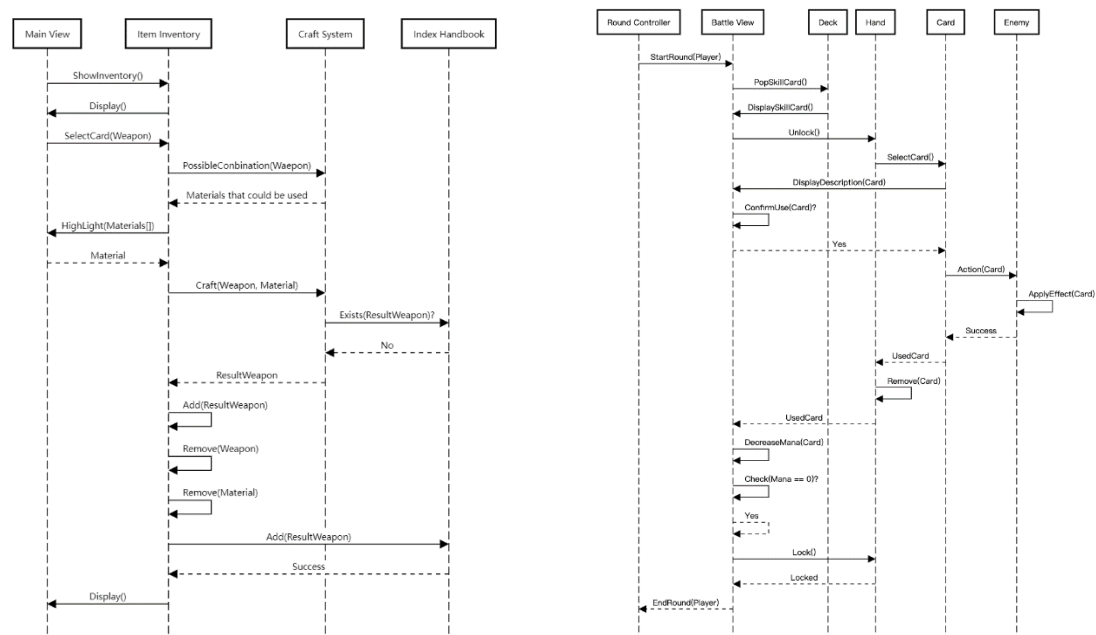 Main View
Item Inventory
Craft System
Index Handbook
ShowInventory()
Display()
SelectCard(Weapon)
PossibleConbination(Waepon)
Materials that could be used
HighLight(Materials[])
Material
Craft(Weapon, Material)
Exists(ResultWeapon)?
No
ResultWeapon
Add(ResultWeapon)
Remove(Weapon)
Remove(Material)
Add(ResultWeapon)
Success
Display()
Round Controller
Battle View
Deck
Hand
Card
Enemy
StartRound(Player)
PopSkillCard()
DisplaySkillCard()
Unlock()
SelectCard()
DisplayDescription(Card)
ConfirmUse(Card)?
Yes
Action(Card)
ApplyEffect(Card)
Success
UsedCard
Remove(Card)
UsedCard
DecreaseMana(Card)
Check(Mana == 0)?
Yes
Lock()
Locked
EndRound(Player)